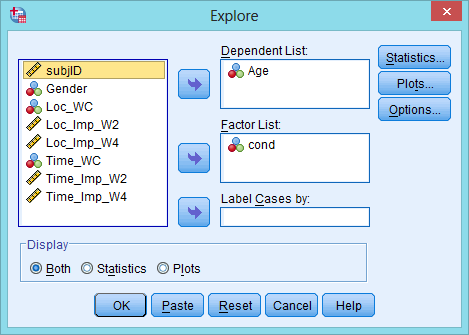 Explore
Dependent List:
Age
Factor List:
cond
Label Cases by:
subjID
Gender
Loc_WC
Loc_Imp_W2
Loc_Imp_W4
Time_WC
Time_Imp_W2
Time_Imp_W4
Statistics...
Plots...
Options...
Display
Both Statistics Plots
OK Paste Reset Cancel Help